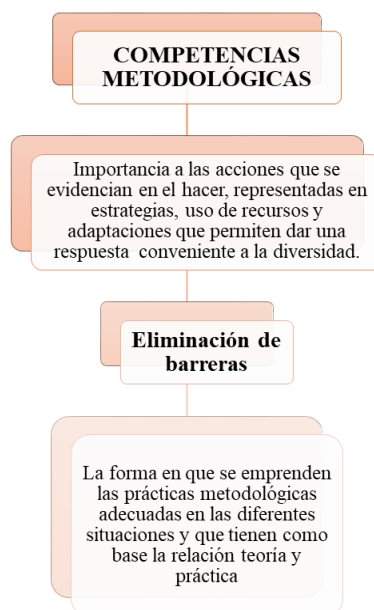 COMPETENCIAS
METODOLÓGICAS
Importancia a las acciones que se
evidencian en el hacer, representadas en
estrategias, uso de recursos y
adaptaciones que permiten dar una
respuesta conveniente a la diversidad.
Eliminación de
barreras
La forma en que se emprenden
las prácticas metodológicas
adecuadas en las diferentes
situaciones y que tienen como
base la relación teoría y
práctica